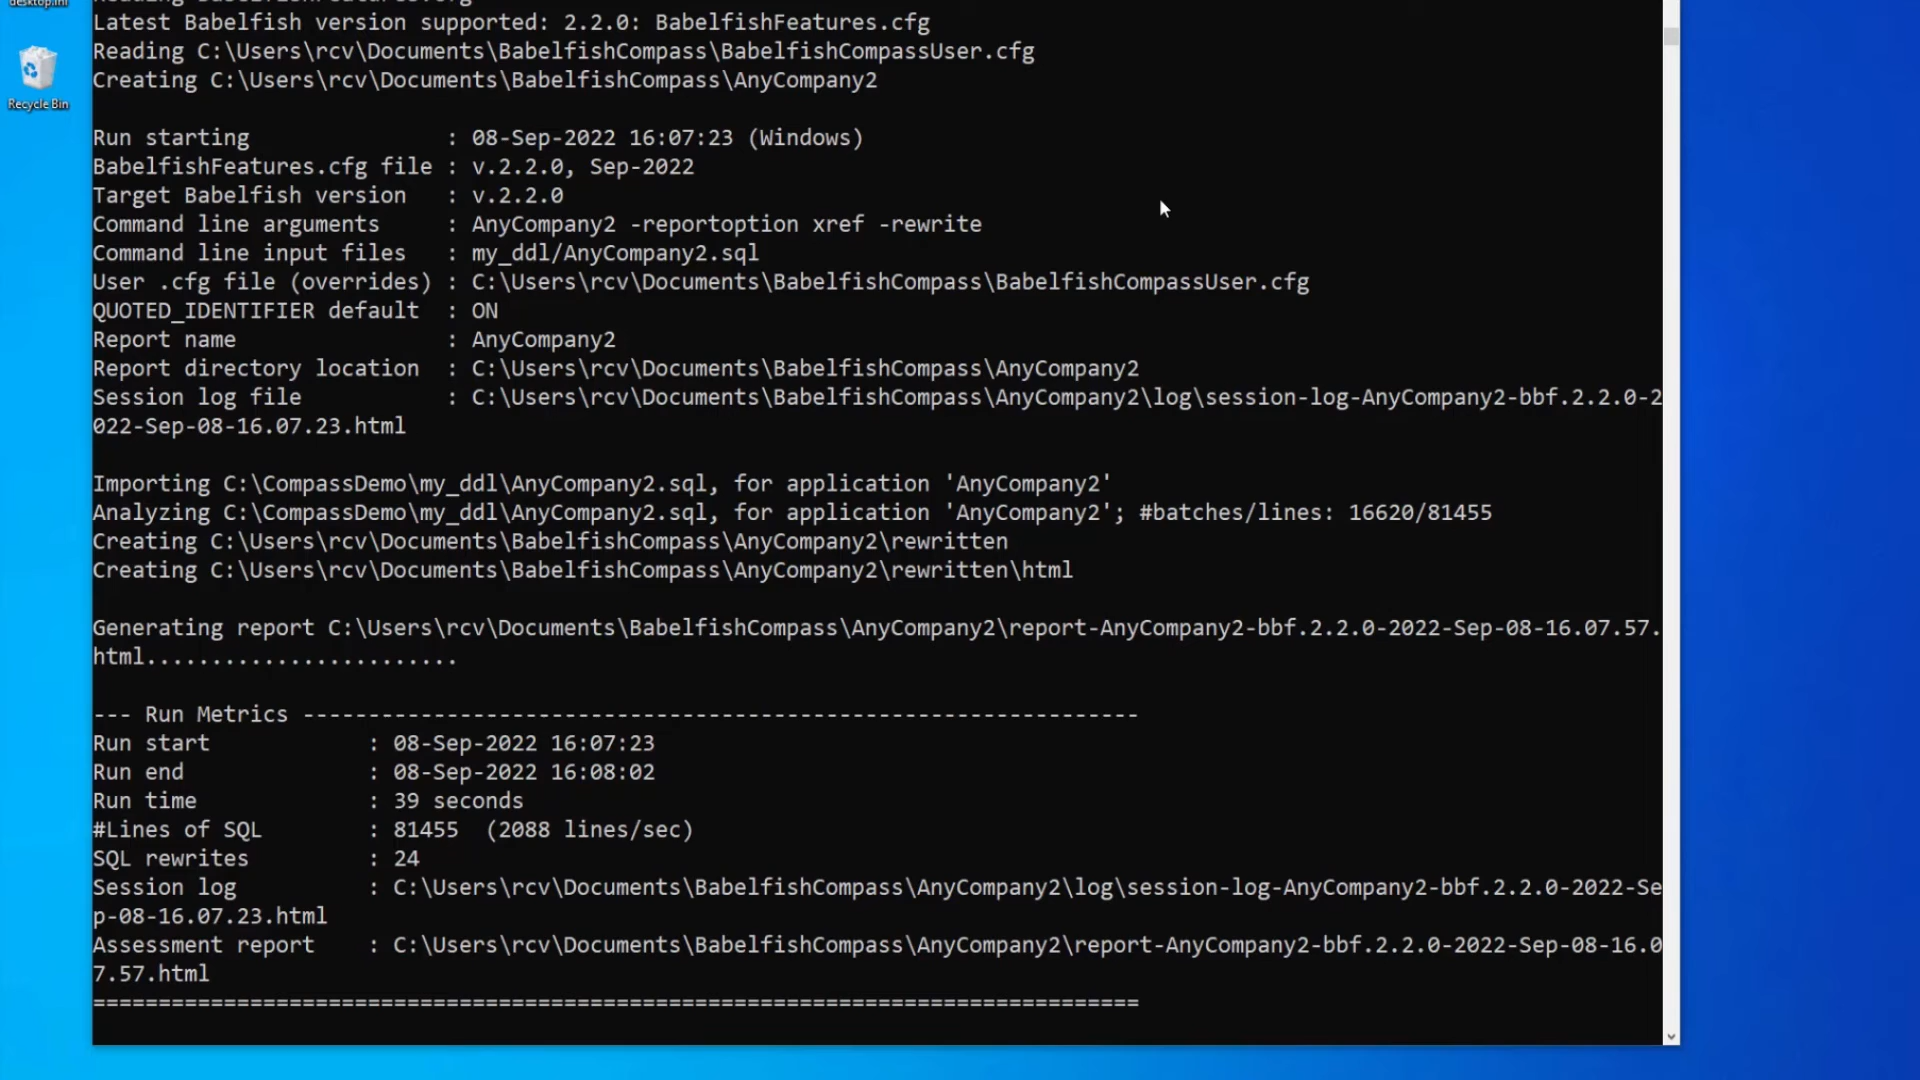 desktop.ini
Recycle Bin
Reading BabelfishFeatures.cfg
Latest Babelfish version supported: 2.2.0: BabelfishFeatures.cfg
Reading C:\Users\rcv\Documents\BabelfishCompass\BabelfishCompassUser.cfg
Creating C:\Users\rcv\Documents\BabelfishCompass\AnyCompany2
Run starting : 08-Sep-2022 16:07:23 (Windows)
BabelfishFeatures.cfg file : v.2.2.0, Sep-2022
Target Babelfish version : v.2.2.0
Command line arguments : AnyCompany2 -reportoption xref -rewrite
Command line input files : my_ddl/AnyCompany2.sql
User .cfg file (overrides) : C:\Users\rcv\Documents\BabelfishCompass\BabelfishCompassUser.cfg
QUOTED_IDENTIFIER default : ON
Report name : AnyCompany2
Report directory location : C:\Users\rcv\Documents\BabelfishCompass\AnyCompany2
Session log file : C:\Users\rcv\Documents\BabelfishCompass\AnyCompany2\log\session-log-AnyCompany2-bbf.2.2.0-2
022-Sep-08-16.07.23.html
Importing C:\CompassDemo\my_ddl\AnyCompany2.sql, for application 'AnyCompany2'
Analyzing C:\CompassDemo\my_ddl\AnyCompany2.sql, for application 'AnyCompany2'; #batches/lines: 16620/81455
Creating C:\Users\rcv\Documents\BabelfishCompass\AnyCompany2\rewritten
Creating C:\Users\rcv\Documents\BabelfishCompass\AnyCompany2\rewritten\html
Generating report C:\Users\rcv\Documents\BabelfishCompass\AnyCompany2\report-AnyCompany2-bbf.2.2.0-2022-Sep-08-16.07.57.
html........................
--- Run Metrics ----------------------------------------------------------------
Run start : 08-Sep-2022 16:07:23
Run end : 08-Sep-2022 16:08:02
Run time : 39 seconds
#Lines of SQL : 81455 (2088 lines/sec)
SQL rewrites : 24
Session log : C:\Users\rcv\Documents\BabelfishCompass\AnyCompany2\log\session-log-AnyCompany2-bbf.2.2.0-2022-Se
p-08-16.07.23.html
Assessment report : C:\Users\rcv\Documents\BabelfishCompass\AnyCompany2\report-AnyCompany2-bbf.2.2.0-2022-Sep-08-16.0
7.57.html
================================================================================